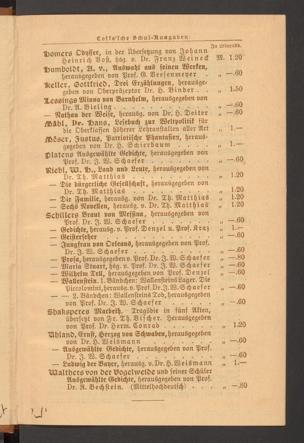 Cotta'sche Schul-Ausgaben.
In Leinwand.
Homers Odyssee, in der Übersetzung von Johann
Heinrich Voß, hsg. v. Dr. Franz Weineck M. 1.20
Humboldt, A. v., Auswahl aus seinen Werken,
herausgegeben von Prof. G. Beesenmeyer . „ —.60
Keller, Gottfried, Drei Erzählungen, herausge-
geben von Oberpräzeptor Dr. H. Binder . „ 1.50
Lessings Minna von Barnhelm, herausgegeben von
Dr. A. Bieling . . . „ —.60
— Nathan der Weise, herausg. von Dr. H. Deiter „ —.60
Mähl, Dr. Hans, Lesebuch zur Weltpolitik für
die Oberklassen höherer Lehranstalten aller Art „ 1.—
Möser, Justus, Patriotische Phantasien, heraus-
gegeben von Dr. H. Schierbaum . . „ 1.—
Platens Ausgewählte Gedichte, herausgegeben von
Prof. Dr. J. W. Schaefer . . „ —.60
Riehl, W. H., Land und Leute, herausgegeben von
Dr. Th. Matthias . . . „ 1.20
— Die bürgerliche Gesellschaft, herausgegeben von
Dr. Th. Matthias . . . „ 1.20
— Die Familie, herausg. von Dr. Th. Matthias „ 1.20
— Sechs Novellen, herausg. v. Dr. Th. Matthias „ 1.20
Schillers Braut von Messina, herausgegeben von
Prof. Dr. J. W. Schaefer . . „ —.60
— Gedichte, herausg. v. Prof. Denzel u. Prof. Kraz „ 1.—
— Geisterseher . . . „ —.60
— Jungfrau von Orleans, herausgegeben von Prof.
Dr. J. W. Schaefer . . . „ —.60
— Prosa, herausgegeben v. Prof. Dr. J. W. Schaefer „ —.80
— Maria Stuart, hsg. v. Prof. Dr. J. W. Schaefer „ —.60
— Wilhelm Tell, herausgegeben von Prof. Denzel „ —.60
— Wallenstein. 1. Bändchen: Wallensteins Lager. Die
Piccolomini, herausg. v. Prof. Dr. J. W. Schaefer „ —.60
— — 2. Bändchen: Wallensteins Tod, herausgegeben
von Prof. Dr. J. W. Schaefer . . „ —.60
Shakesperes Macbeth. Tragödie in fünf Akten,
übersetzt von Fr. Th. Vischer. Herausgegeben
von Prof. Dr. Herm. Conrad . . „ 1.20
Uhland, Ernst, Herzog von Schwaben, herausgegeben
von Dr. H. Weismann . . „ —.60
— Ausgewählte Gedichte, herausgegeben von Prof.
Dr. J. W. Schaefer . . . „ —.60
— Ludwig der Bayer, herausg. v. Dr. H. Weismann „ 1.—
Walthers von der Vogelweide und seiner Schüler
Ausgewählte Gedichte, herausgegeben von Prof.
Dr. R. Bechstein. (Mittelhochdeutsch) . . „ —.80